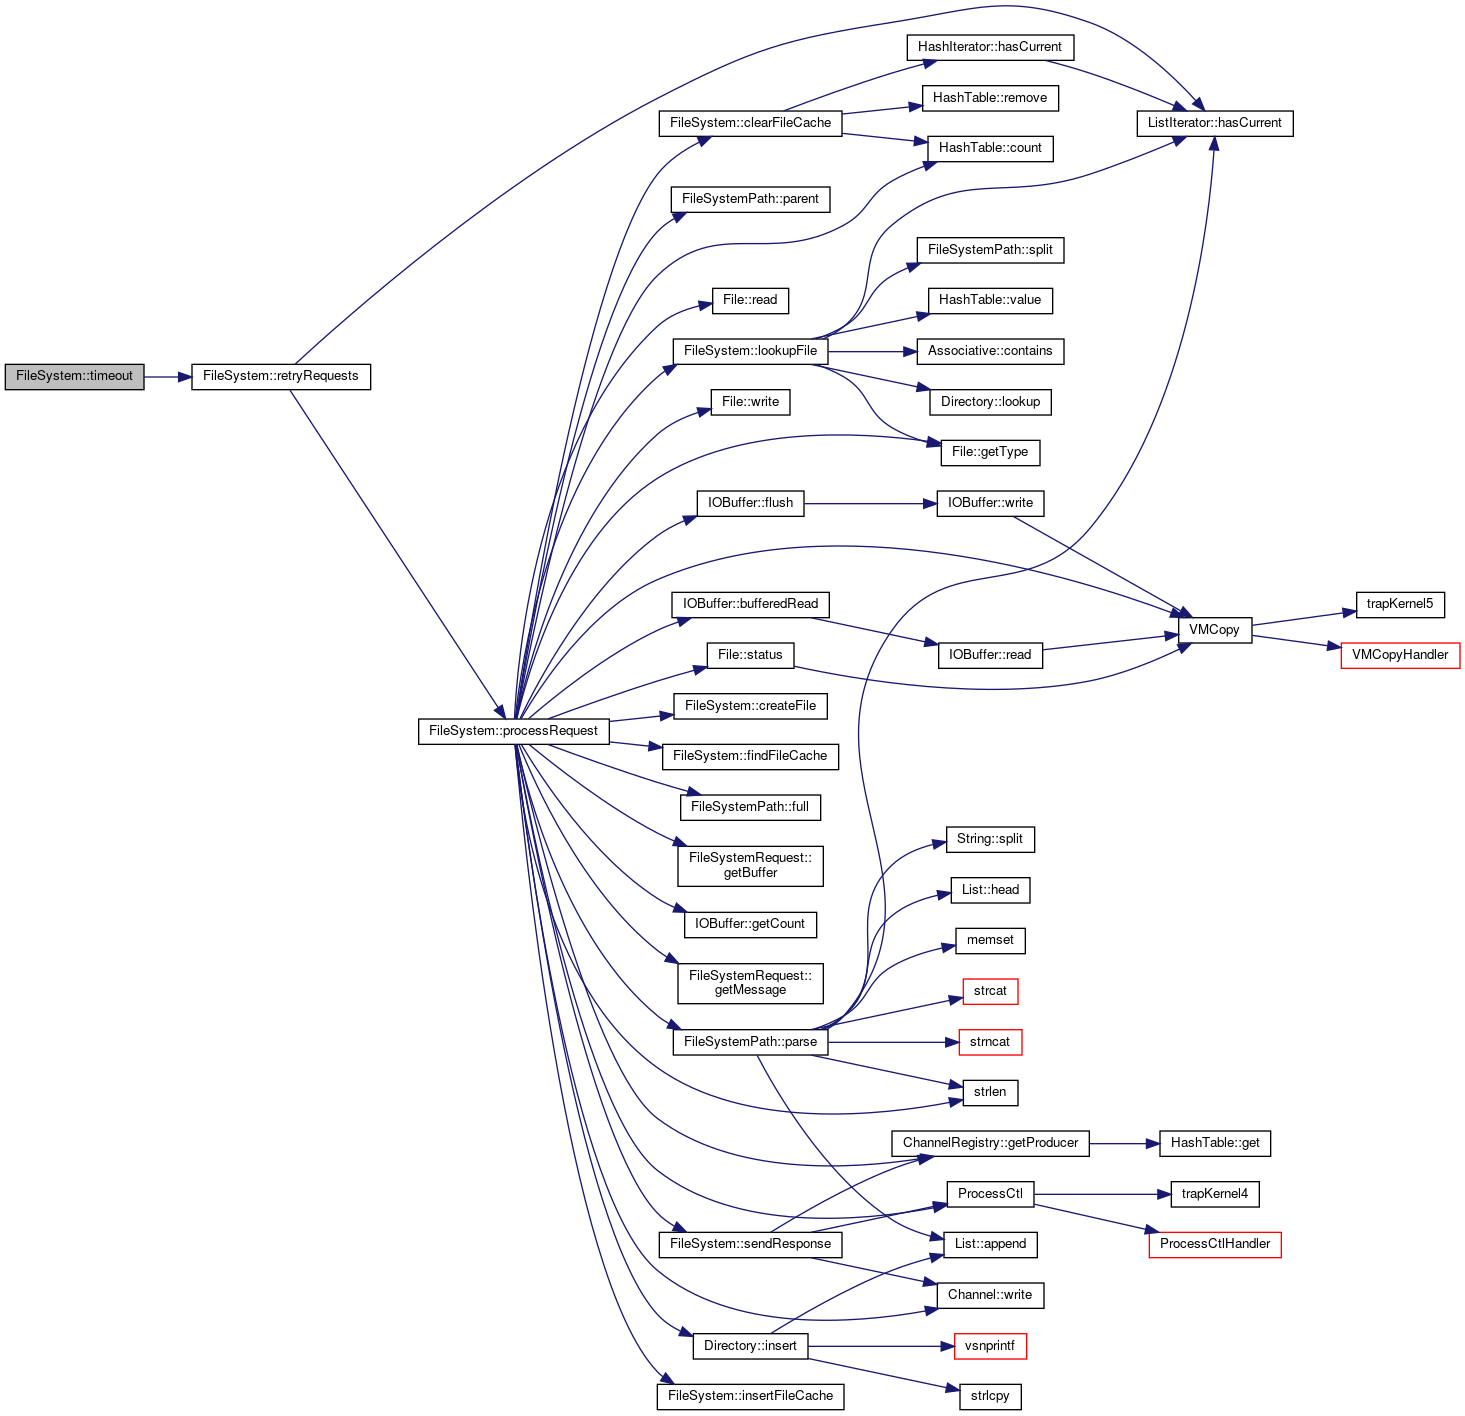 FileSystem::timeout
FileSystem::retryRequests
FileSystem::processRequest
FileSystem::clearFileCache
FileSystemPath::parent
File::read
FileSystem::lookupFile
File::write
IOBuffer::flush
IOBuffer::bufferedRead
File::status
FileSystem::createFile
FileSystem::findFileCache
FileSystemPath::full
FileSystemRequest::
getBuffer
IOBuffer::getCount
FileSystemRequest::
getMessage
FileSystemPath::parse
FileSystem::sendResponse
Directory::insert
FileSystem::insertFileCache
HashIterator::hasCurrent
HashTable::remove
HashTable::count
FileSystemPath::split
HashTable::value
Associative::contains
Directory::lookup
File::getType
IOBuffer::write
IOBuffer::read
String::split
List::head
memset
strcat
strncat
strlen
ChannelRegistry::getProducer
ProcessCtl
List::append
Channel::write
vsnprintf
strlcpy
ListIterator::hasCurrent
VMCopy
HashTable::get
trapKernel4
ProcessCtlHandler
trapKernel5
VMCopyHandler